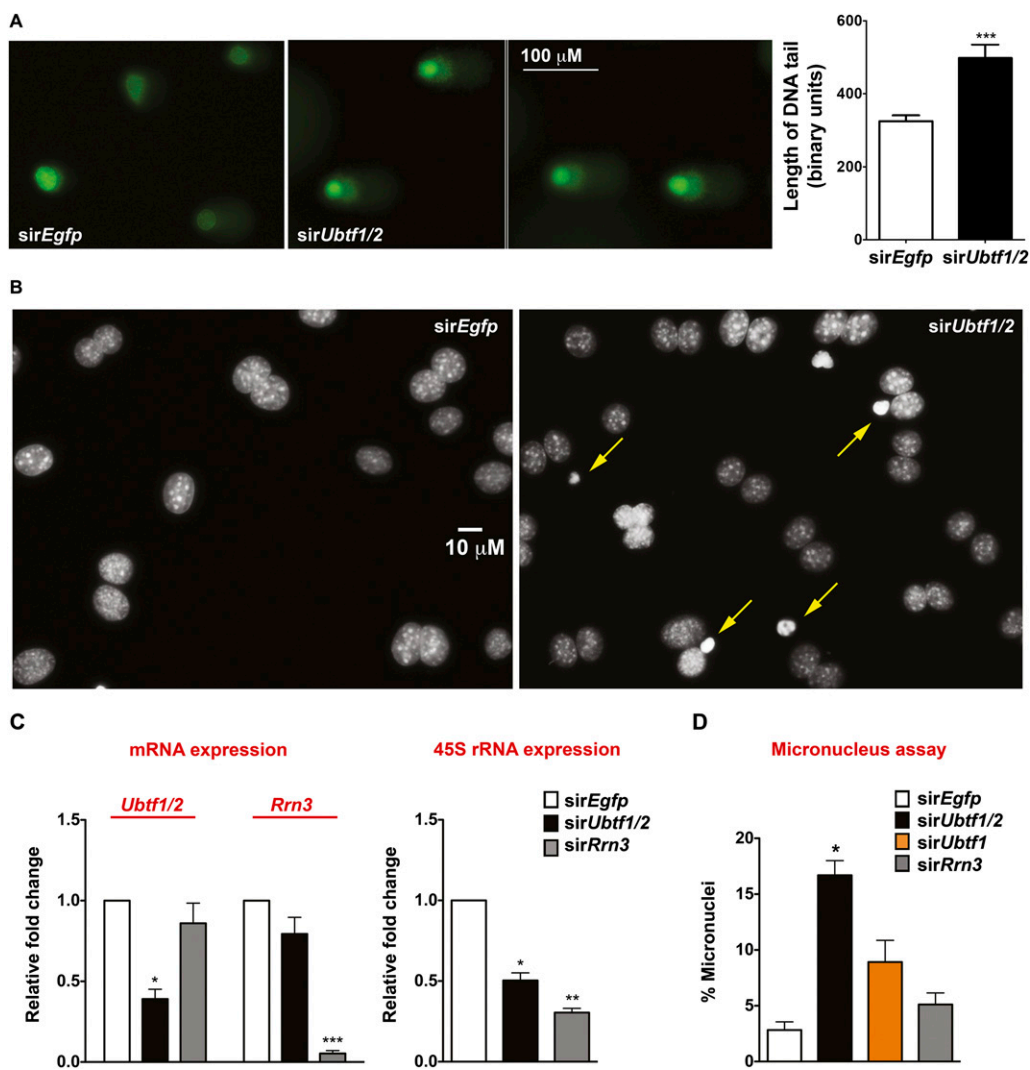 A
sirEgfp
sirUbtf1/2
100 μM
Length of DNA tail
(binary units)
600
400
200
0
***
sirEgfp
sirUbtf1/2
B
sirEgfp
10 μM
sirUbtf1/2
C
mRNA expression
Ubtf1/2
Rrn3
Relative fold change
1.5
1.0
0.5
0.0
*
***
45S rRNA expression
sirEgfp
sirUbtf1/2
sirRrn3
Relative fold change
1.5
1.0
0.5
0.0
*
**
D
Micronucleus assay
sirEgfp
sirUbtf1/2
sirUbtf1
sirRrn3
% Micronuclei
20
15
10
5
0
*